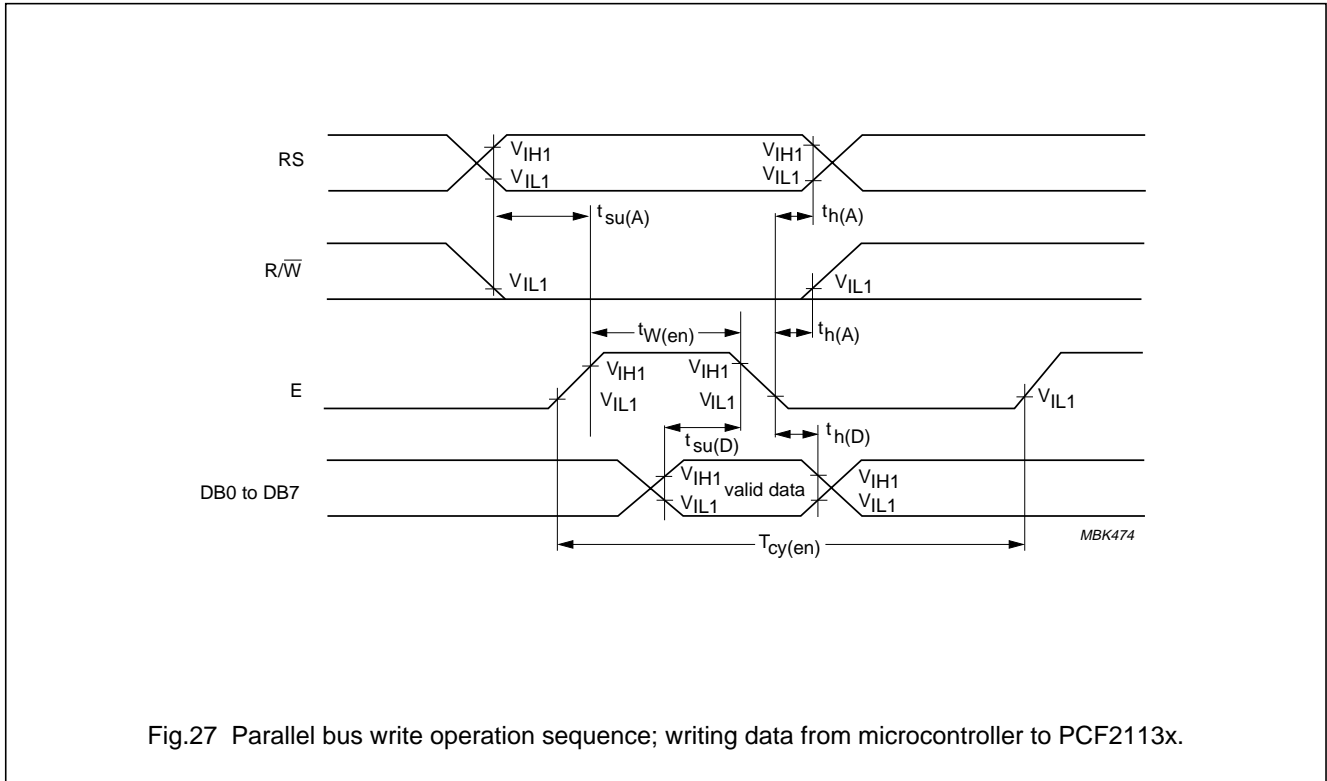 RS
VIH1
VIL1
VIH1
VIL1
tsu(A)
th(A)
R/W̅
VIL1
VIL1
tW(en)
th(A)
E
VIH1
VIH1
VIL1
VIL1
VIL1
tsu(D)
th(D)
DB0 to DB7
VIH1
VIL1
valid data
VIH1
VIL1
Tcy(en)
MBK474
Fig.27 Parallel bus write operation sequence; writing data from microcontroller to PCF2113x.